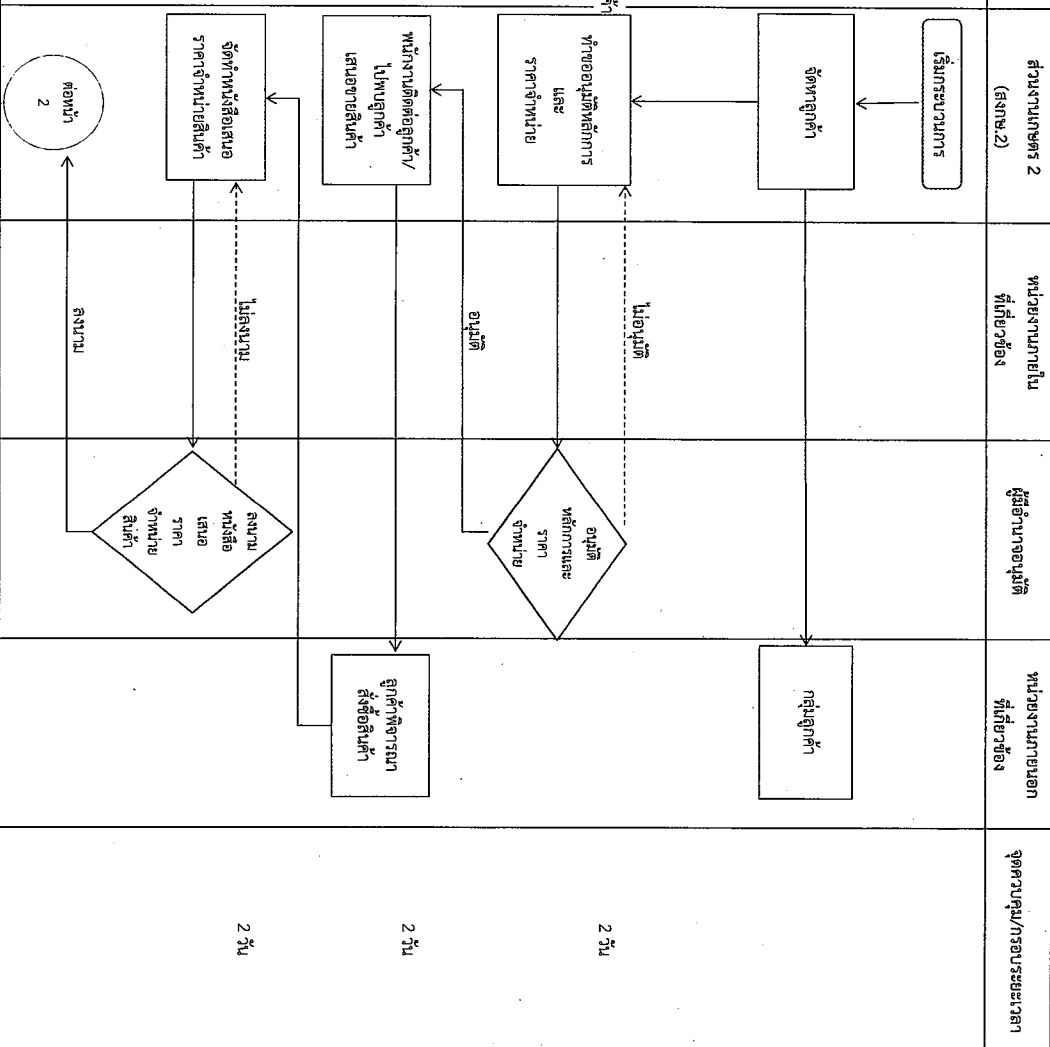 ส่วนงานเกษตร 2
(สงกษ.2)
หน่วยงานภายใน
ที่เกี่ยวข้อง
ผู้มีอำนาจอนุมัติ
หน่วยงานภายนอก
ที่เกี่ยวข้อง
จุดควบคุม/กรอบระยะเวลา
เริ่มกระบวนการ
จัดหาลูกค้า
กลุ่มลูกค้า
ทำขออนุมัติหลักการ
และ
ราคาจำหน่าย
ไม่อนุมัติ
อนุมัติ
หลักการและ
ราคา
จำหน่าย
2 วัน
อนุมัติ
พนักงานติดต่อลูกค้า/
ไปพบลูกค้า
เสนอขายสินค้า
ลูกค้าพิจารณา
สั่งซื้อสินค้า
2 วัน
จัดทำหนังสือเสนอ
ราคาจำหน่ายสินค้า
ไม่ลงนาม
ลงนาม
หนังสือ
เสนอ
ราคา
จำหน่าย
สินค้า
2 วัน
ลงนาม
ต่อหน้า
2